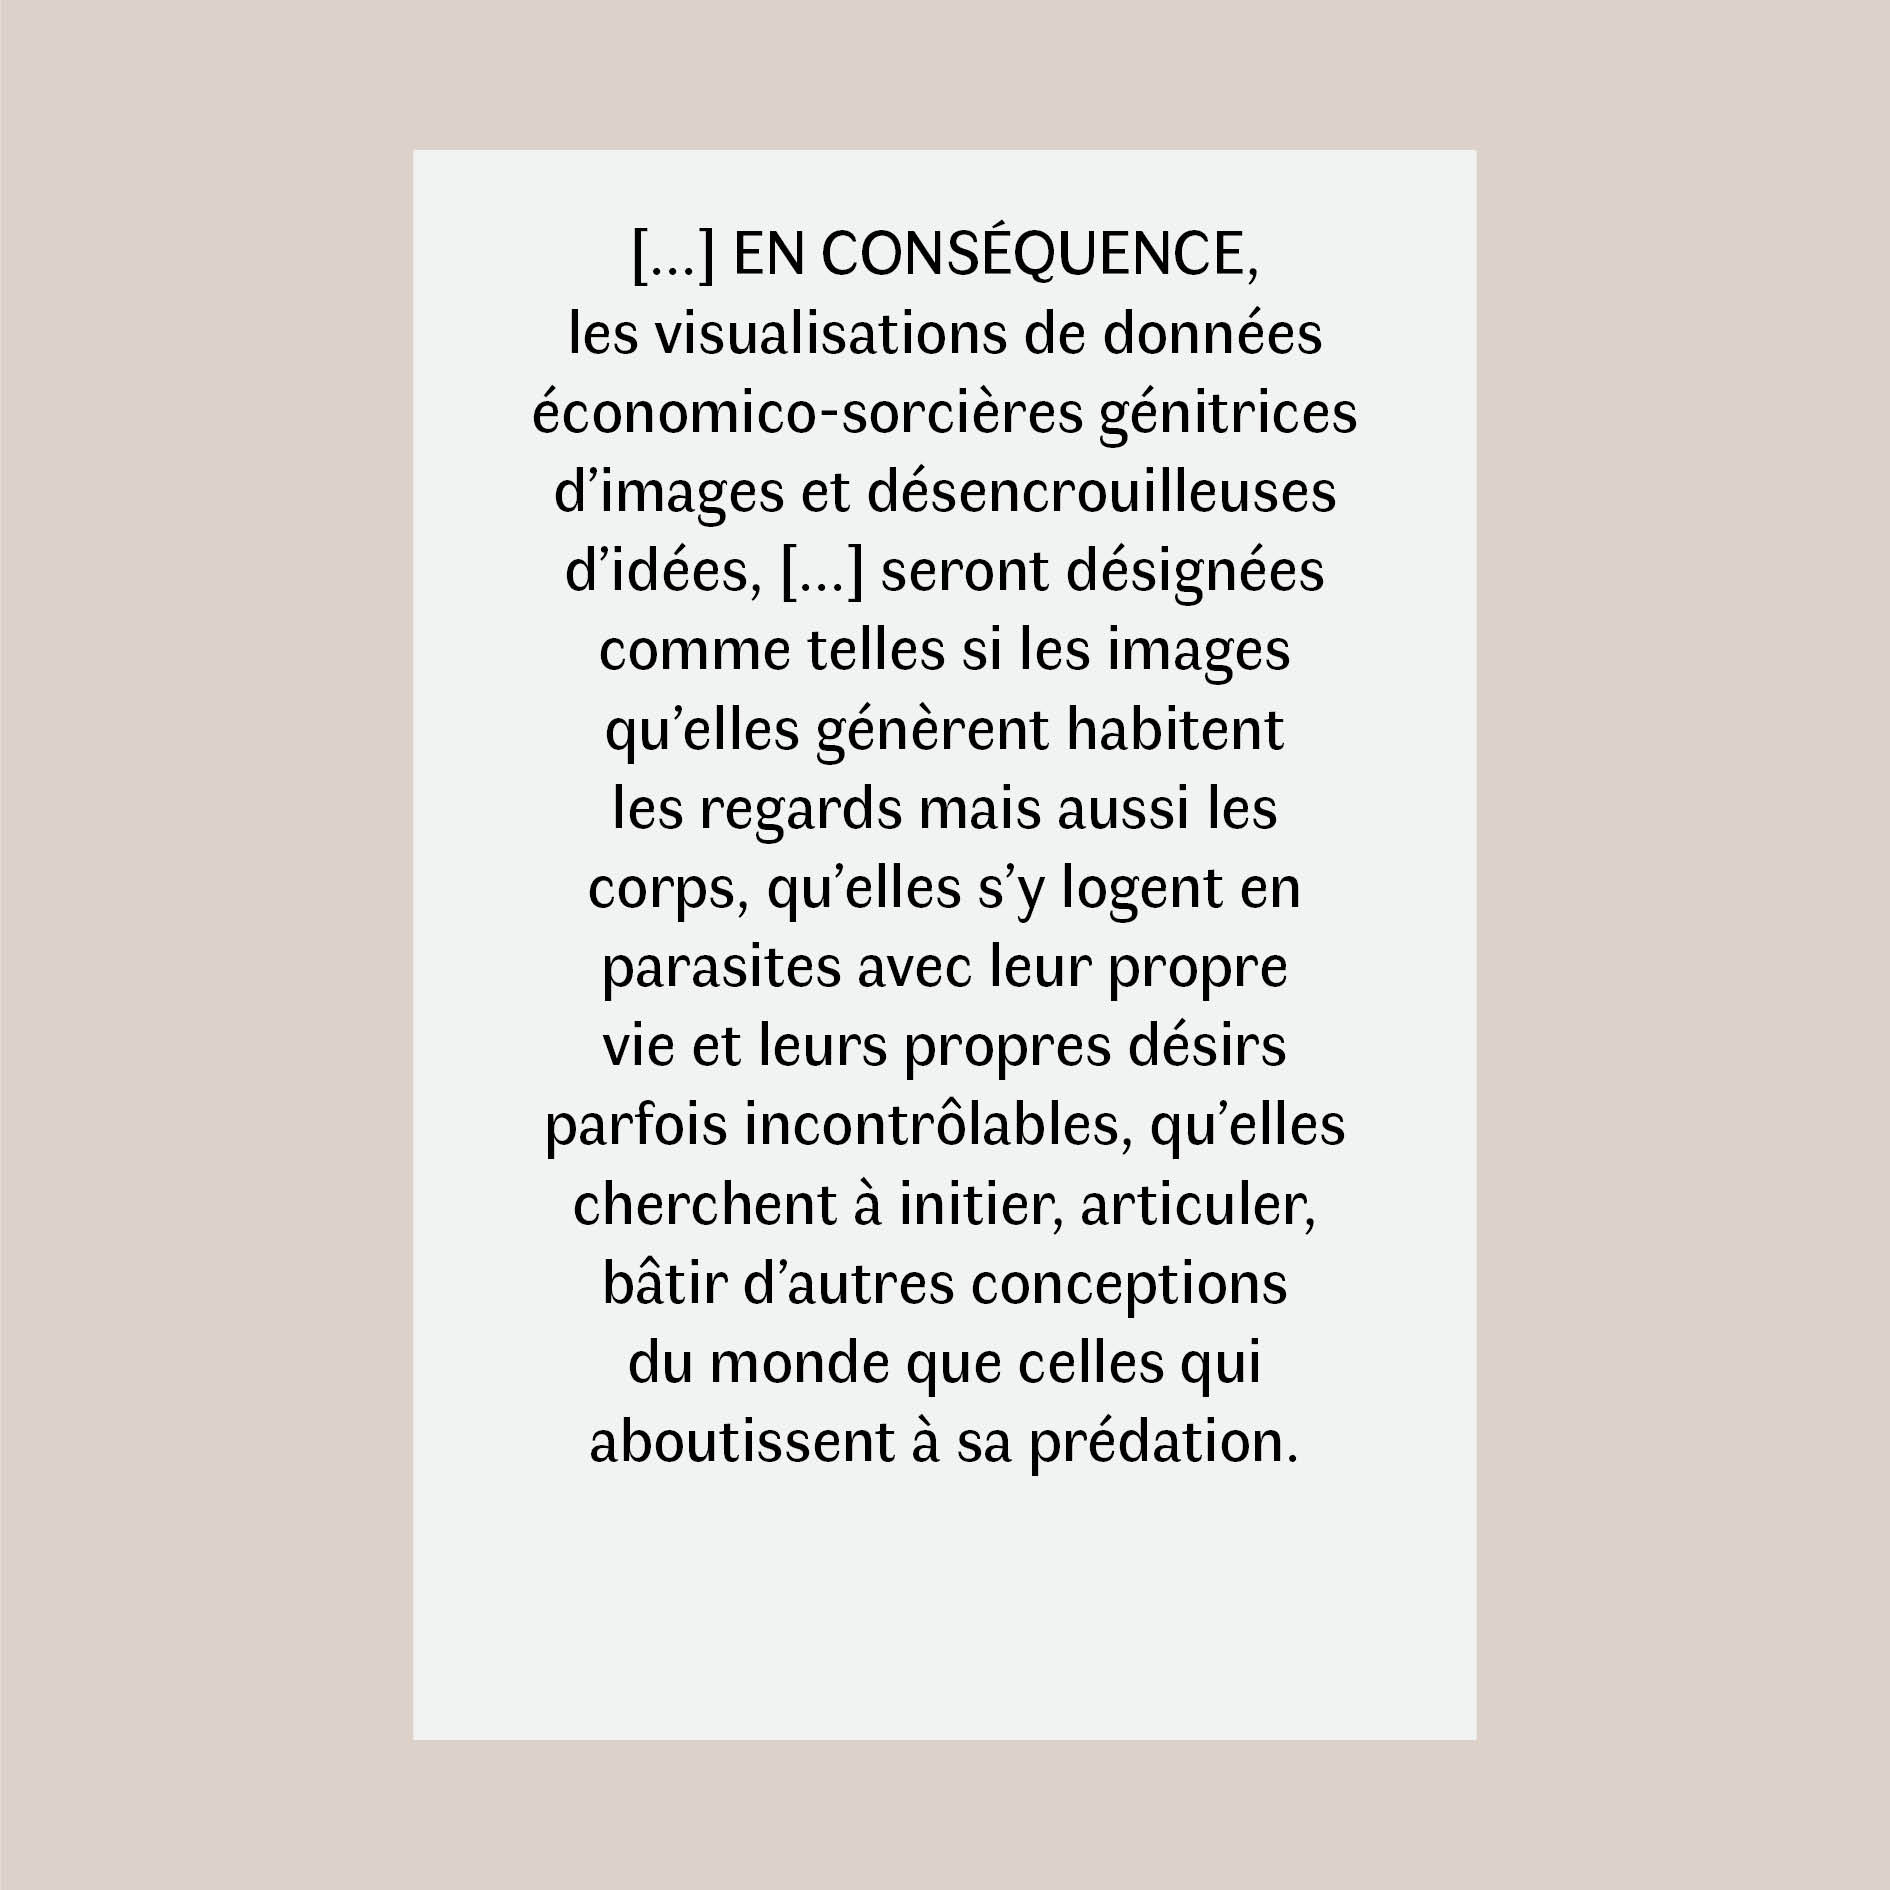 […] EN CONSÉQUENCE,
les visualisations de données
économico-sorcières génitrices
d’images et désencrouilleuses
d’idées, […] seront désignées
comme telles si les images
qu’elles génèrent habitent
les regards mais aussi les
corps, qu’elles s’y logent en
parasites avec leur propre
vie et leurs propres désirs
parfois incontrôlables, qu’elles
cherchent à initier, articuler,
bâtir d’autres conceptions
du monde que celles qui
aboutissent à sa prédation.